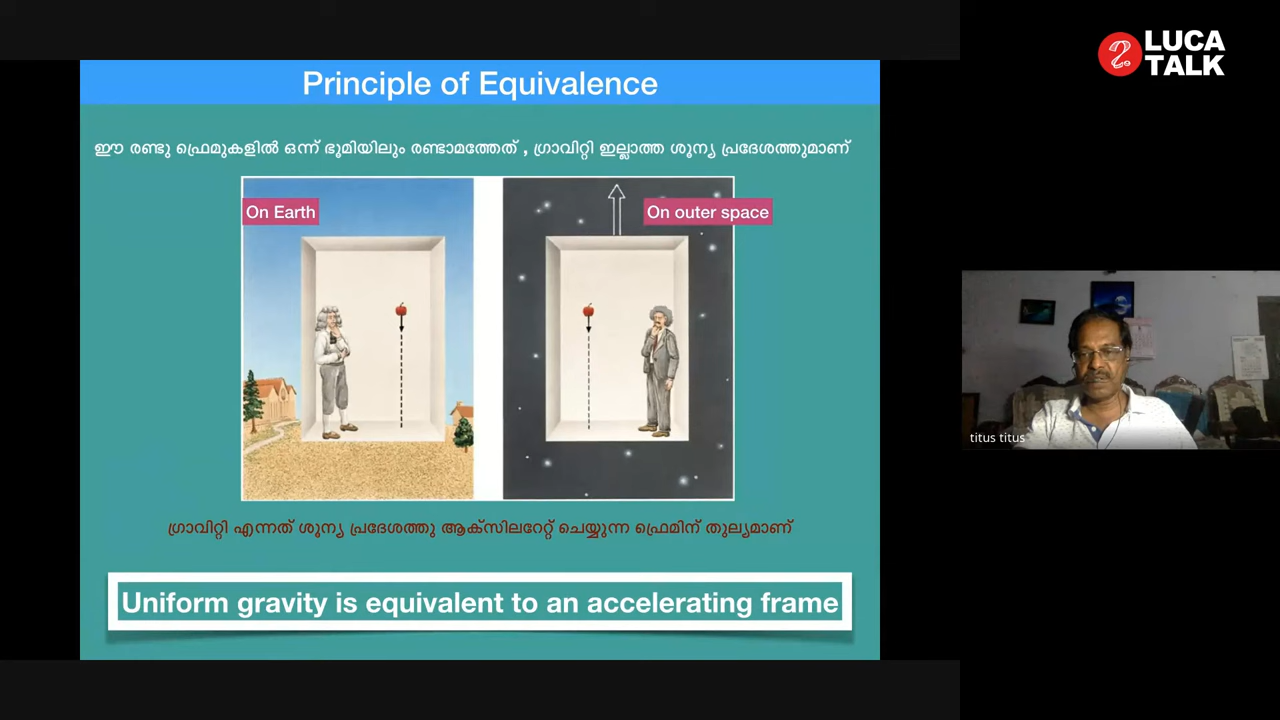 Principle of Equivalence
ഈ രണ്ടു ഫ്രെമുകളിൽ ഒന്ന് ഭൂമിയിലും രണ്ടാമത്തേത് , ഗ്രാവിറ്റി ഇല്ലാത്ത ശൂന്യ പ്രദേശത്തുമാണ്
On Earth
On outer space
ഗ്രാവിറ്റി എന്നത് ശൂന്യ പ്രദേശത്തു ആക്സിലറേറ്റ് ചെയ്യുന്ന ഫ്രെമിന് തുല്യമാണ്
Uniform gravity is equivalent to an accelerating frame
LUCA
TALK
titus titus